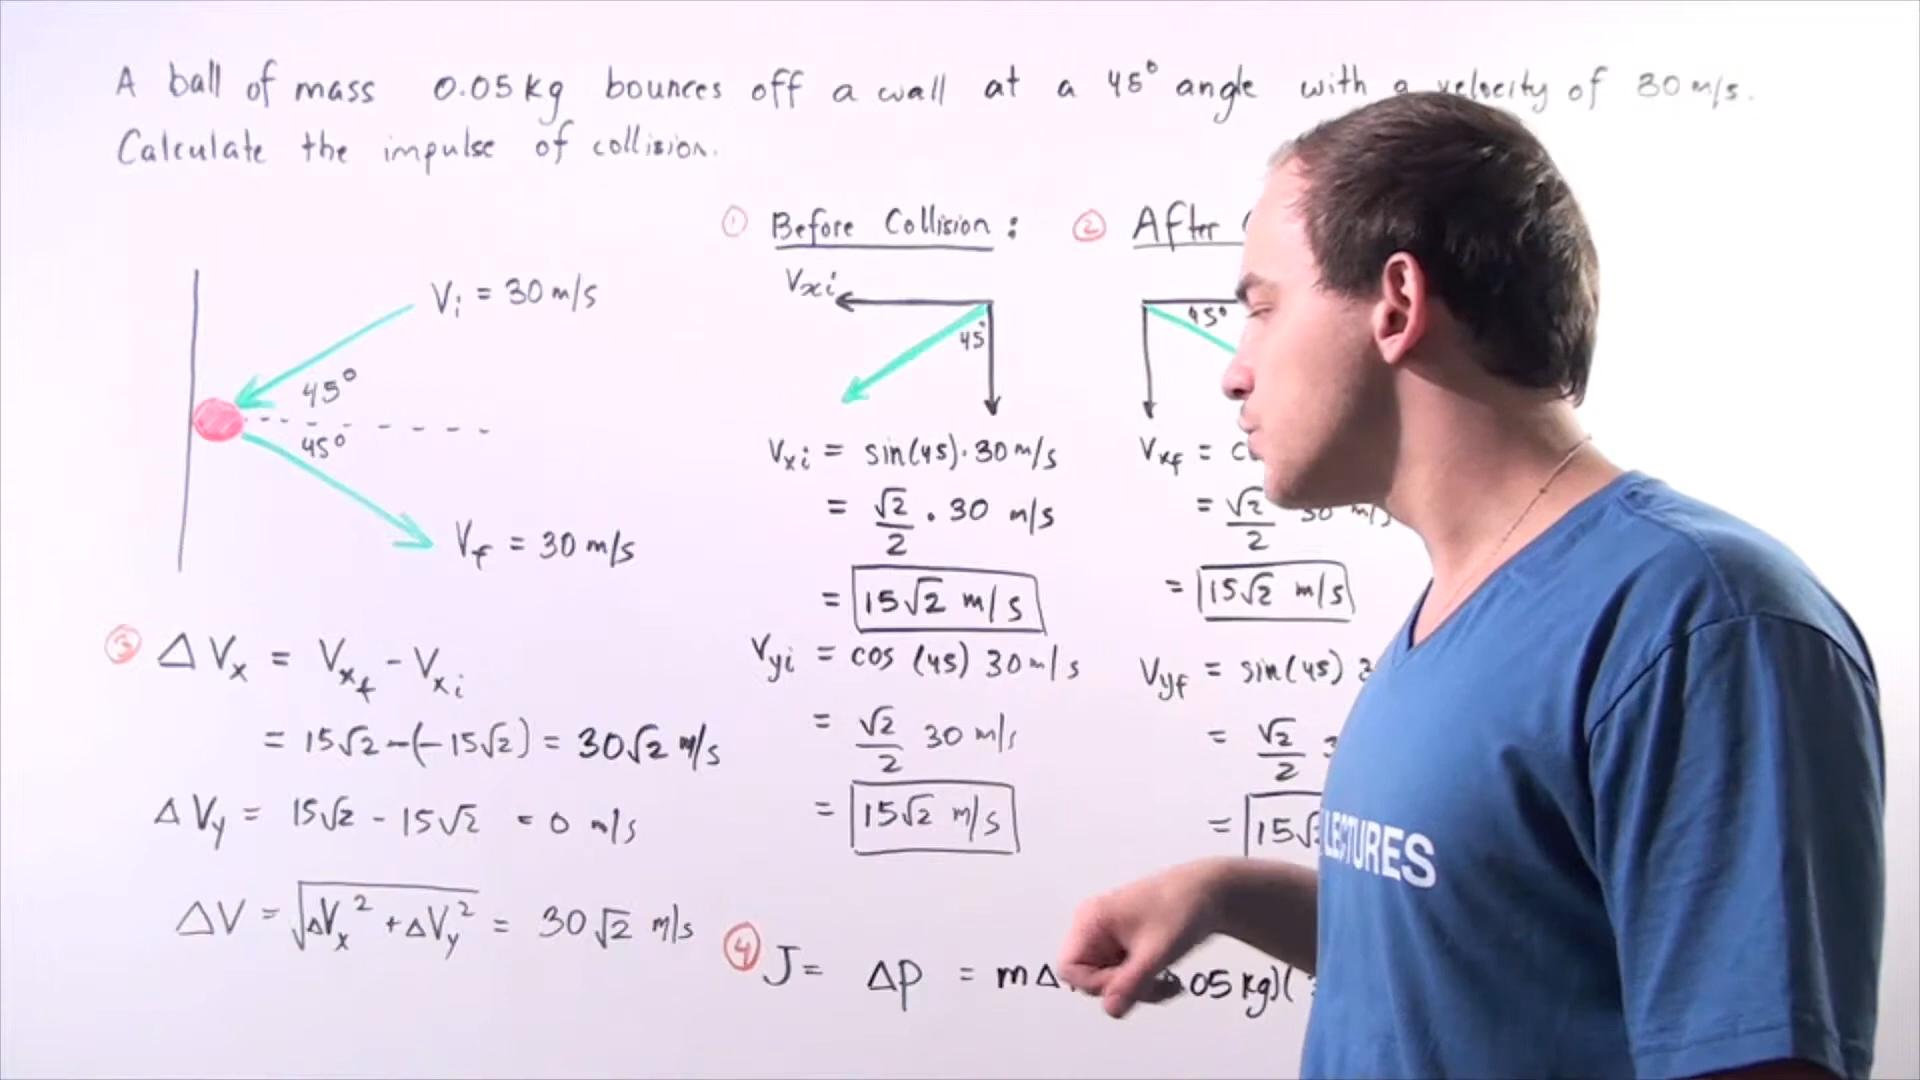 A ball of mass 0.05 kg bounces off a wall at a 45° angle with a velocity of 30 m/s.
Calculate the impulse of collision.
① Before Collision :
② After
Vxi
45°
45°
Vi = 30 m/s
45°
45°
Vf = 30 m/s
Vxi = sin(45)·30 m/s
= √2/2 · 30 m/s
= 15√2 m/s
Vyi = cos (45) 30 m/s
= √2/2 30 m/s
= 15√2 m/s
Vxf =
= √2/2 30 m/s
= 15√2 m/s
Vyf = sin(45)
= √2/2
= 15√
③ ΔVx = Vxf - Vxi
= 15√2 -(-15√2) = 30√2 m/s
ΔVy = 15√2 - 15√2 = 0 m/s
ΔV = √ΔVx² + ΔVy² = 30√2 m/s
④ J = Δp = mΔ 05 kg)(
LECTURES